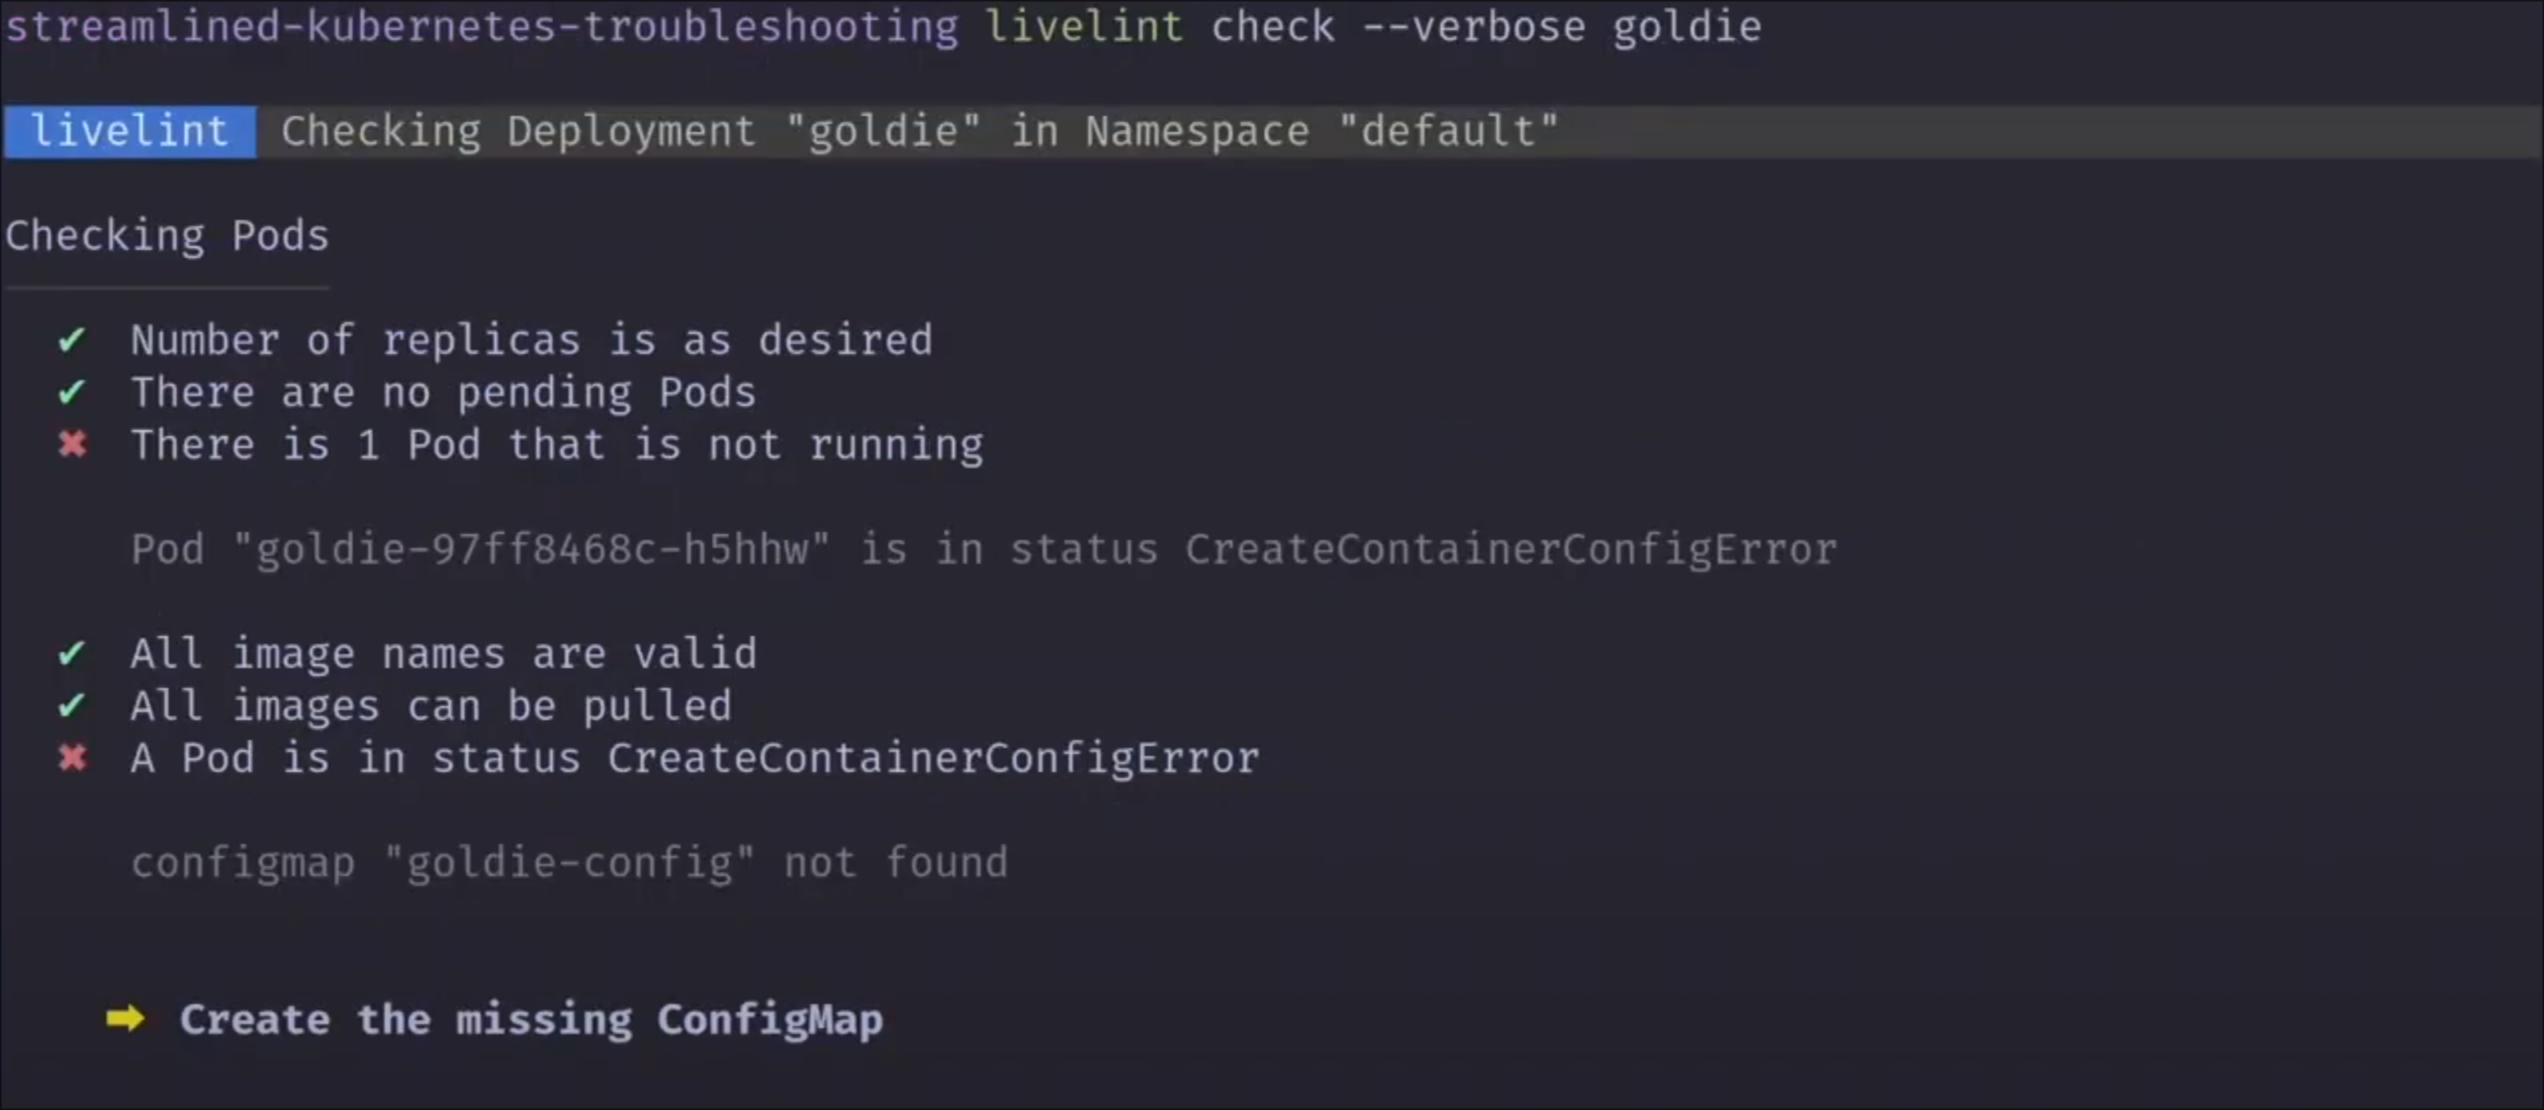 streamlined-kubernetes-troubleshooting livelint check --verbose goldie
livelint Checking Deployment "goldie" in Namespace "default"
Checking Pods
✔ Number of replicas is as desired
✔ There are no pending Pods
✖ There is 1 Pod that is not running
Pod "goldie-97ff8468c-h5hhw" is in status CreateContainerConfigError
✔ All image names are valid
✔ All images can be pulled
✖ A Pod is in status CreateContainerConfigError
configmap "goldie-config" not found
➡ Create the missing ConfigMap